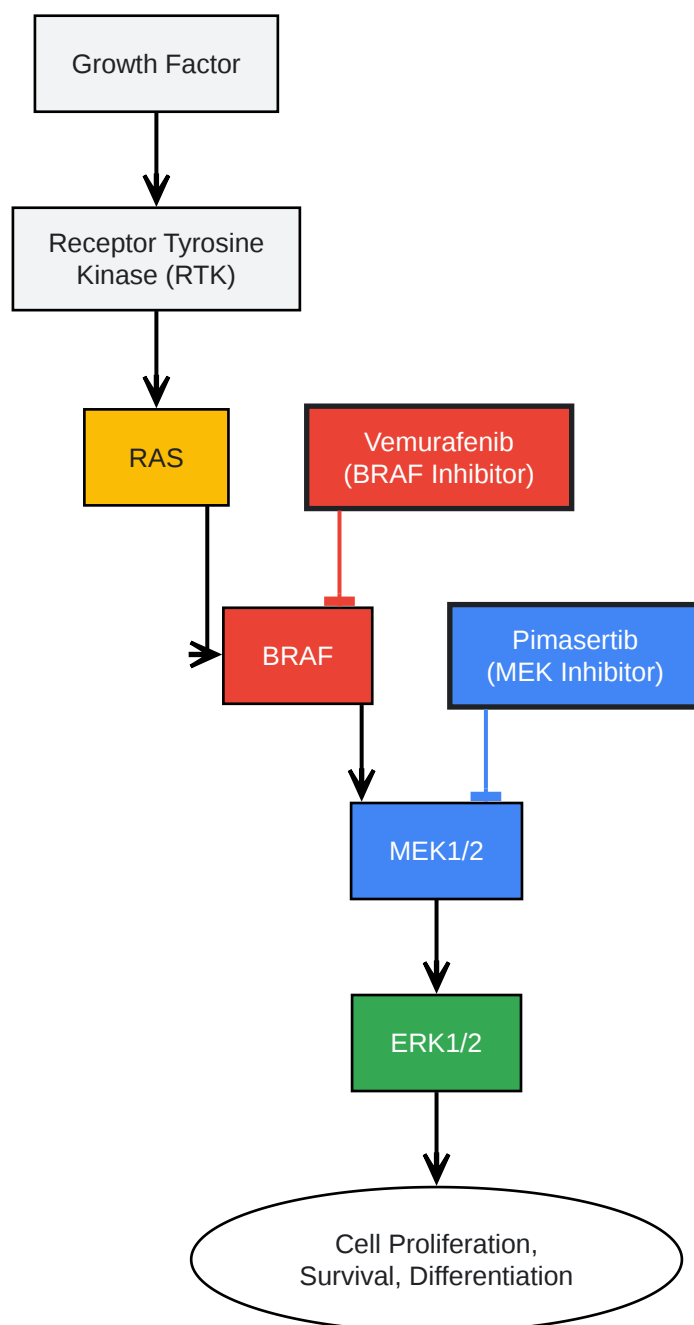 Growth Factor
Receptor Tyrosine
Kinase (RTK)
RAS
Vemurafenib
(BRAF Inhibitor)
BRAF
Pimasertib
(MEK Inhibitor)
MEK1/2
ERK1/2
Cell Proliferation,
Survival, Differentiation